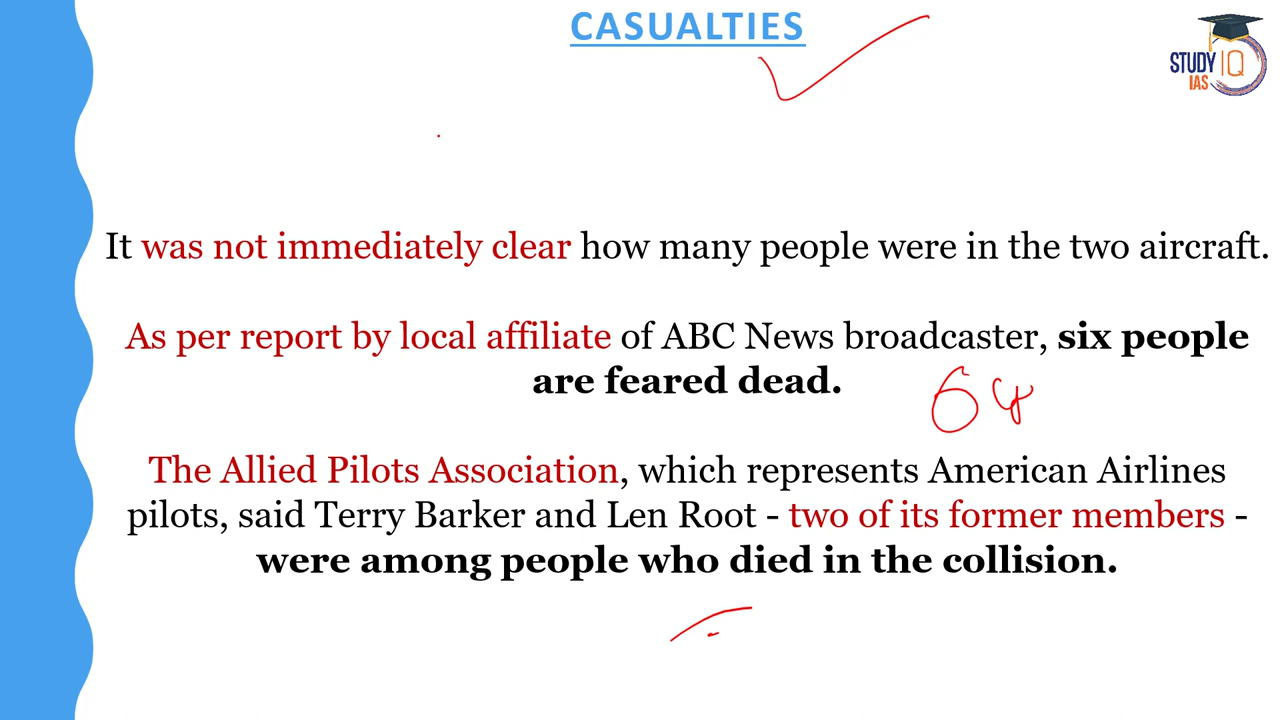 CASUALTIES
STUDY IQ
IAS
It was not immediately clear how many people were in the two aircraft.
As per report by local affiliate of ABC News broadcaster, six people
are feared dead.
6
The Allied Pilots Association, which represents American Airlines
pilots, said Terry Barker and Len Root - two of its former members -
were among people who died in the collision.